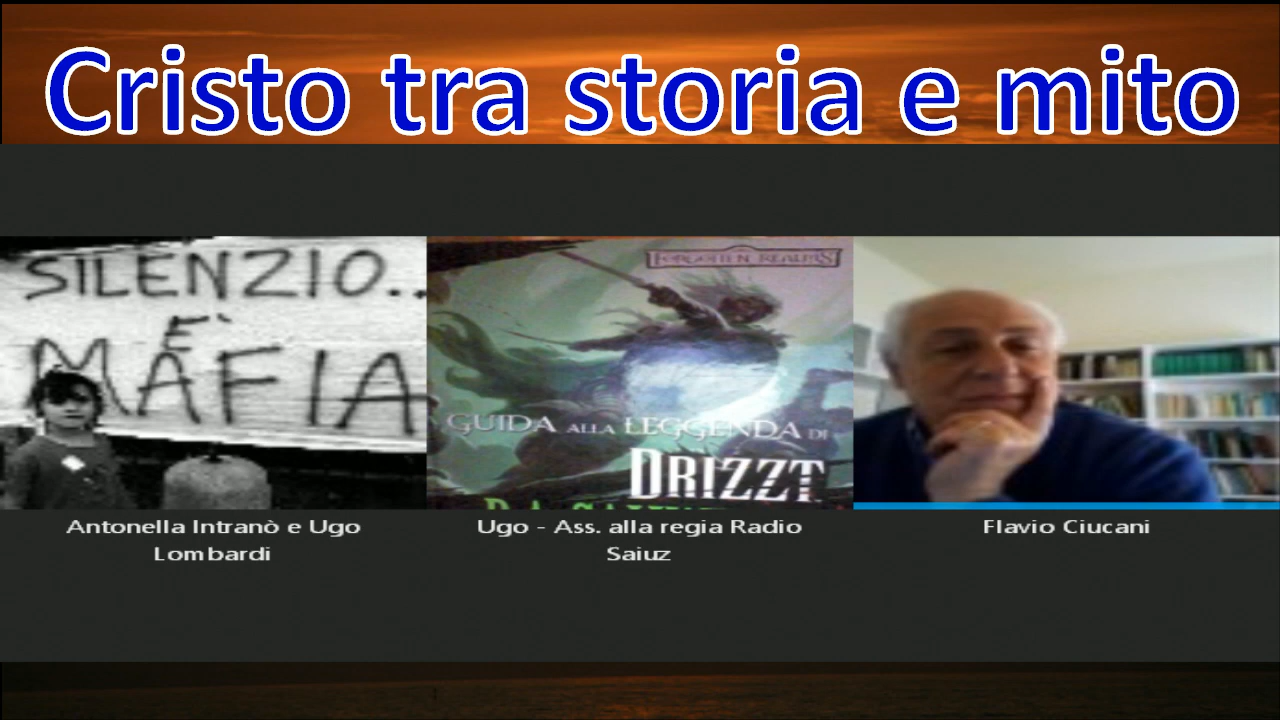 Cristo tra storia e mito
SILENZIO..
E'
MAFIA
FORGOTTEN REALMS
GUIDA ALLA LEGGENDA DI
DRIZZT
Antonella Intranò e Ugo
Lombardi
Ugo - Ass. alla regia Radio
Saiuz
Flavio Ciucani